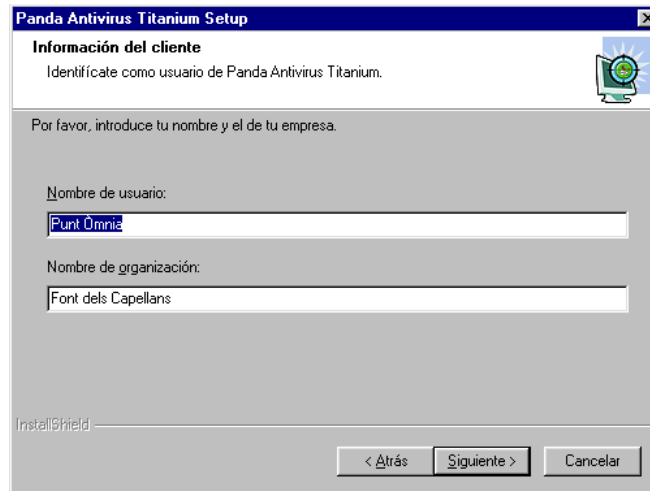 Panda Antivirus Titanium Setup
Información del cliente
Identifícate como usuario de Panda Antivirus Titanium.
Por favor, introduce tu nombre y el de tu empresa.
Nombre de usuario:
Punt Òmnia
Nombre de organización:
Font dels Capellans
InstallShield
< Atrás
Siguiente >
Cancelar